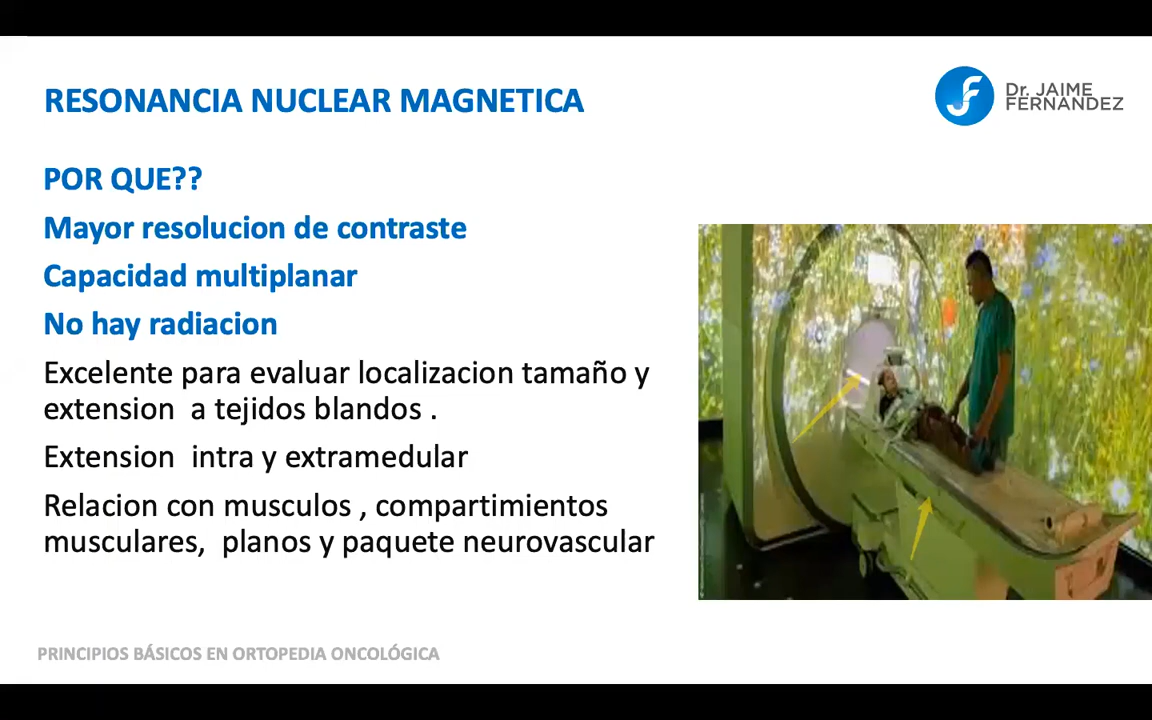 RESONANCIA NUCLEAR MAGNETICA
Dr. JAIME
FERNANDEZ
POR QUE??
Mayor resolucion de contraste
Capacidad multiplanar
No hay radiacion
Excelente para evaluar localizacion tamaño y
extension a tejidos blandos .
Extension intra y extramedular
Relacion con musculos , compartimientos
musculares, planos y paquete neurovascular
PRINCIPIOS BÁSICOS EN ORTOPEDIA ONCOLÓGICA